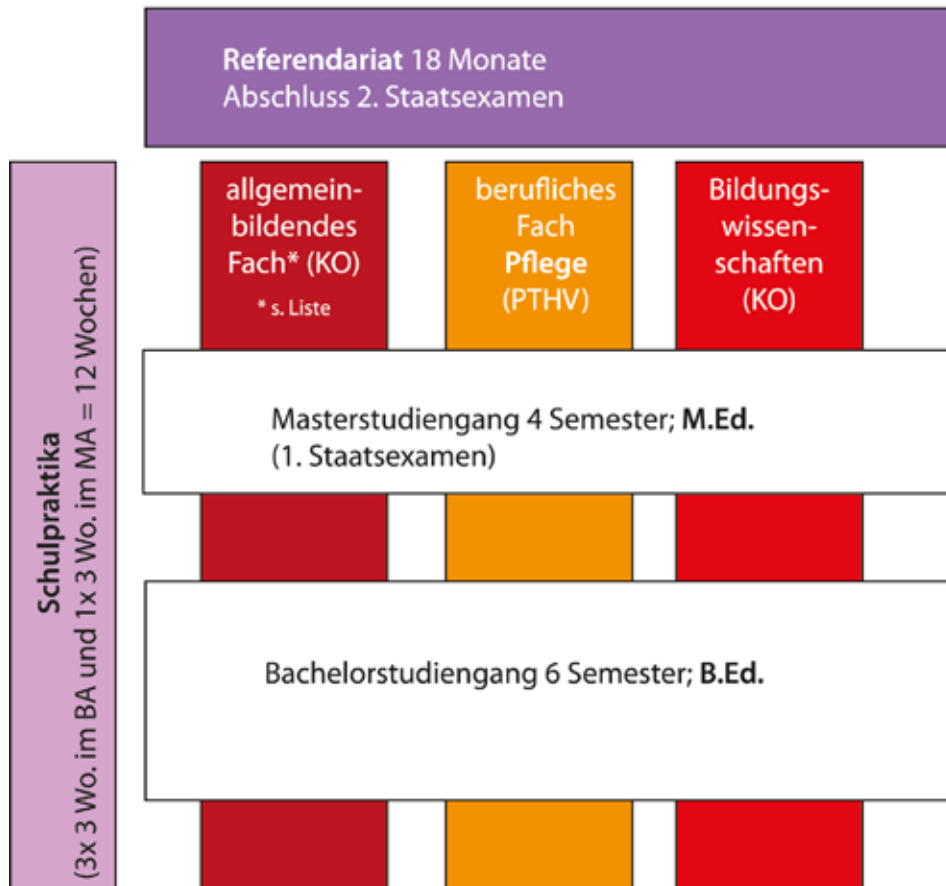 Referendariat 18 Monate
Abschluss 2. Staatsexamen
allgemein-
bildendes
Fach* (KO)
* s. Liste
berufliches
Fach
Pflege
(PTHV)
Bildungs-
wissen-
schaften
(KO)
Masterstudiengang 4 Semester; M.Ed.
(1. Staatsexamen)
Bachelorstudiengang 6 Semester; B.Ed.
Schulpraktika
(3x 3 Wo. im BA und 1x 3 Wo. im MA = 12 Wochen)